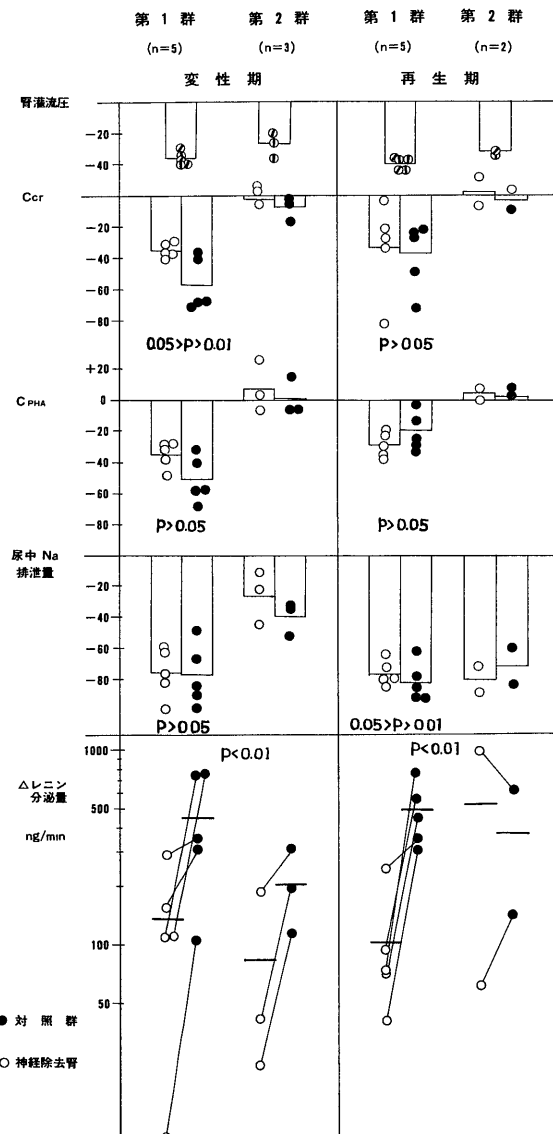 第 1 群 第 2 群 第 1 群 第 2 群
(n=5) (n=3) (n=5) (n=2)
変 性 期 再 生 期
腎灌流圧
−20
−40
Ccr
−20
−40
−60
−80
0.05>P>0.01 P>0.05
+20
CPHA 0
−20
−40
−60
−80
P>0.05 P>0.05
尿中 Na
排泄量
−20
−40
−60
−80
P>0.05 0.05>P>0.01
1000 P<0.01 P<0.01
△レニン
分泌量
500
ng/min
100
50
● 対 照 群
○ 神経除去腎